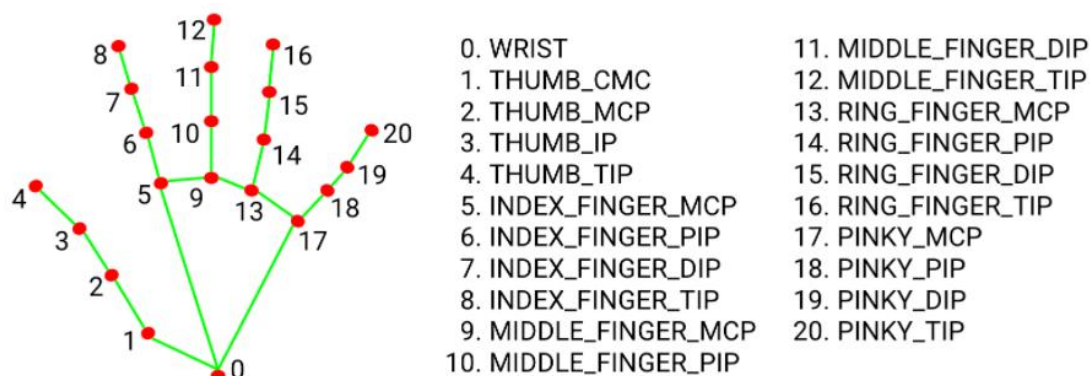 12
16
8
11
7
15
20
6
10
14
19
4
5
9
13
18
3
17
2
1
0
0. WRIST
1. THUMB_CMC
2. THUMB_MCP
3. THUMB_IP
4. THUMB_TIP
5. INDEX_FINGER_MCP
6. INDEX_FINGER_PIP
7. INDEX_FINGER_DIP
8. INDEX_FINGER_TIP
9. MIDDLE_FINGER_MCP
10. MIDDLE_FINGER_PIP
11. MIDDLE_FINGER_DIP
12. MIDDLE_FINGER_TIP
13. RING_FINGER_MCP
14. RING_FINGER_PIP
15. RING_FINGER_DIP
16. RING_FINGER_TIP
17. PINKY_MCP
18. PINKY_PIP
19. PINKY_DIP
20. PINKY_TIP